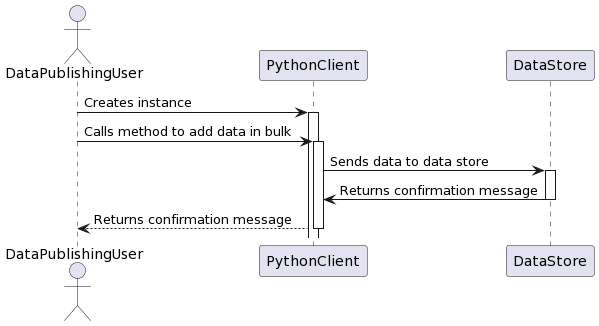 DataPublishingUser
PythonClient
DataStore
Creates instance
Calls method to add data in bulk
Sends data to data store
Returns confirmation message
Returns confirmation message
DataPublishingUser
PythonClient
DataStore